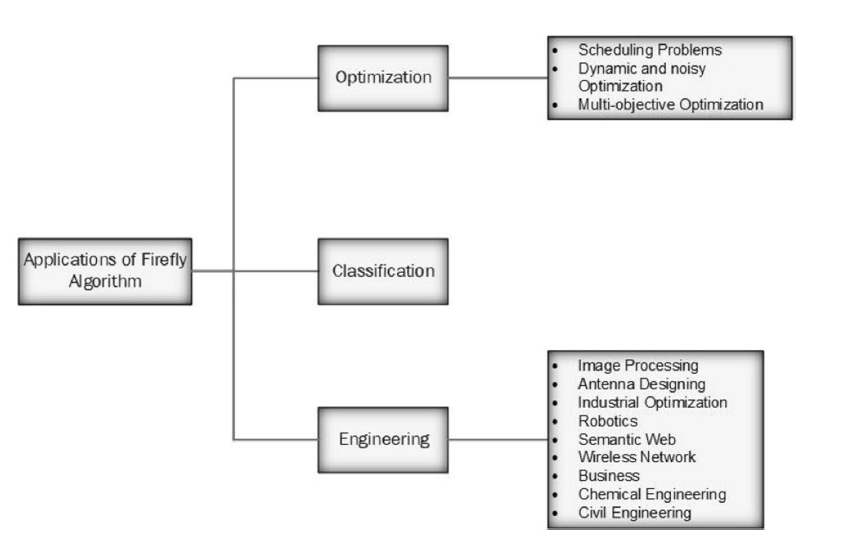 Optimization
• Scheduling Problems
• Dynamic and noisy
Optimization
• Multi-objective Optimization
Applications of Firefly
Algorithm
Classification
Engineering
• Image Processing
• Antenna Designing
• Industrial Optimization
• Robotics
• Semantic Web
• Wireless Network
• Business
• Chemical Engineering
• Civil Engineering